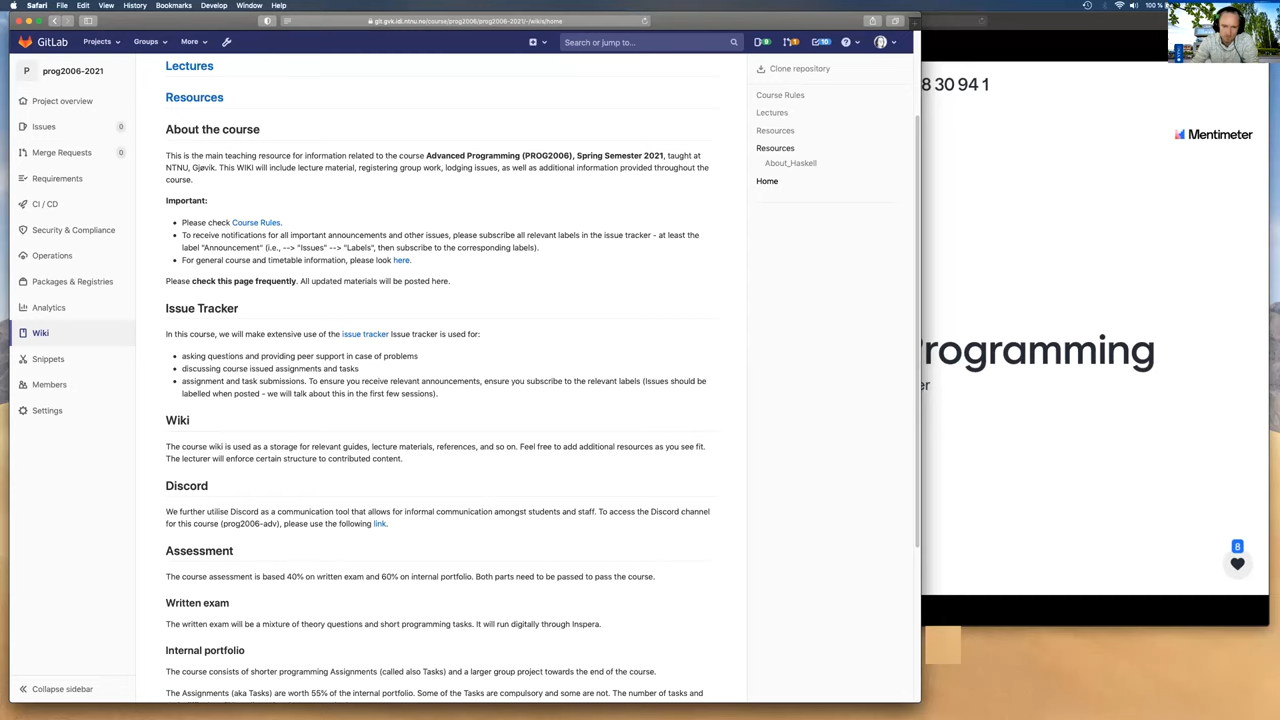 Safari File Edit View History Bookmarks Develop Window Help 100 %
git.gvk.idi.ntnu.no/course/prog2006/prog2006-2021/-/wikis/home
GitLab Projects Groups More Search or jump to... 8 1 10
P prog2006-2021
Project overview
Issues 0
Merge Requests 0
Requirements
CI / CD
Security & Compliance
Operations
Packages & Registries
Analytics
Wiki
Snippets
Members
Settings
Collapse sidebar
Lectures
Resources
About the course
This is the main teaching resource for information related to the course Advanced Programming (PROG2006), Spring Semester 2021, taught at
NTNU, Gjøvik. This WIKI will include lecture material, registering group work, lodging issues, as well as additional information provided throughout the
course.
Important:
• Please check Course Rules.
• To receive notifications for all important announcements and other issues, please subscribe all relevant labels in the issue tracker - at least the
label "Announcement" (i.e., --> "Issues" --> "Labels", then subscribe to the corresponding labels).
• For general course and timetable information, please look here.
Please check this page frequently. All updated materials will be posted here.
Issue Tracker
In this course, we will make extensive use of the issue tracker Issue tracker is used for:
• asking questions and providing peer support in case of problems
• discussing course issued assignments and tasks
• assignment and task submissions. To ensure you receive relevant announcements, ensure you subscribe to the relevant labels (Issues should be
labelled when posted - we will talk about this in the first few sessions).
Wiki
The course wiki is used as a storage for relevant guides, lecture materials, references, and so on. Feel free to add additional resources as you see fit.
The lecturer will enforce certain structure to contributed content.
Discord
We further utilise Discord as a communication tool that allows for informal communication amongst students and staff. To access the Discord channel
for this course (prog2006-adv), please use the following link.
Assessment
The course assessment is based 40% on written exam and 60% on internal portfolio. Both parts need to be passed to pass the course.
Written exam
The written exam will be a mixture of theory questions and short programming tasks. It will run digitally through Inspera.
Internal portfolio
The course consists of shorter programming Assignments (called also Tasks) and a larger group project towards the end of the course.
The Assignments (aka Tasks) are worth 55% of the internal portfolio. Some of the Tasks are compulsory and some are not. The number of tasks and
Clone repository
Course Rules
Lectures
Resources
Resources
About_Haskell
Home
8 30 94 1
Mentimeter
rogramming
er
8